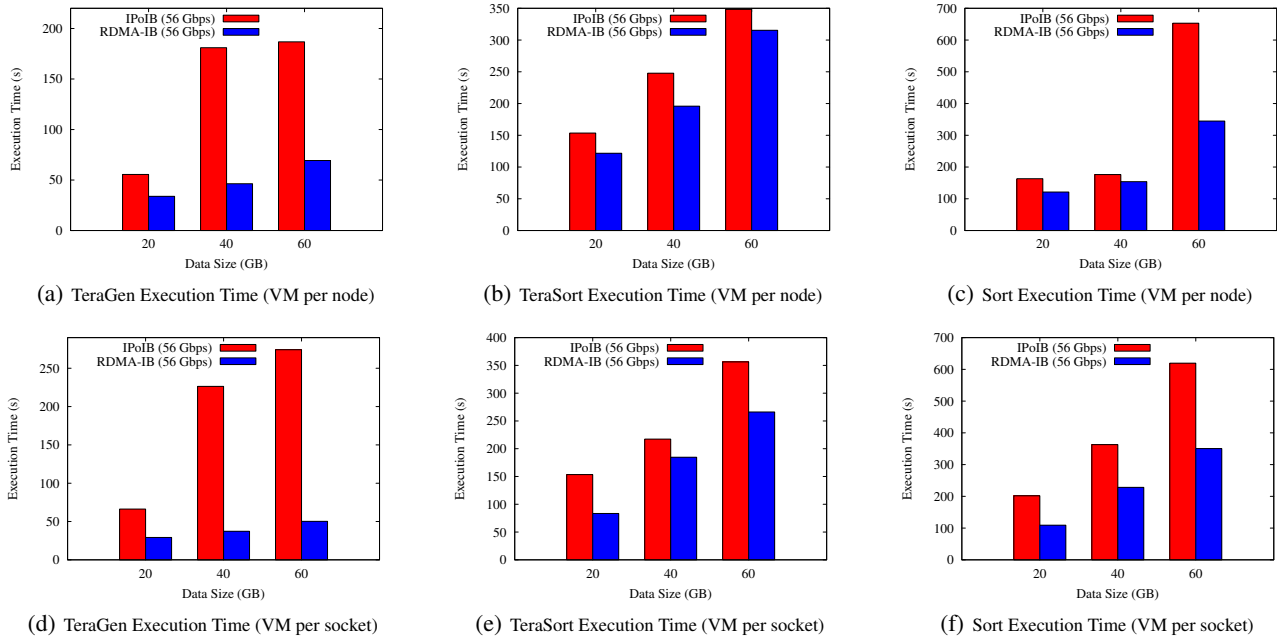 IPoIB (56 Gbps)
RDMA-IB (56 Gbps)
Execution Time (s)
200
150
100
50
0
20 40 60
Data Size (GB)
(a) TeraGen Execution Time (VM per node)
IPoIB (56 Gbps)
RDMA-IB (56 Gbps)
Execution Time (s)
350
300
250
200
150
100
50
0
20 40 60
Data Size (GB)
(b) TeraSort Execution Time (VM per node)
IPoIB (56 Gbps)
RDMA-IB (56 Gbps)
Execution Time (s)
700
600
500
400
300
200
100
0
20 40 60
Data Size (GB)
(c) Sort Execution Time (VM per node)
IPoIB (56 Gbps)
RDMA-IB (56 Gbps)
Execution Time (s)
250
200
150
100
50
0
20 40 60
Data Size (GB)
(d) TeraGen Execution Time (VM per socket)
IPoIB (56 Gbps)
RDMA-IB (56 Gbps)
Execution Time (s)
400
350
300
250
200
150
100
50
0
20 40 60
Data Size (GB)
(e) TeraSort Execution Time (VM per socket)
IPoIB (56 Gbps)
RDMA-IB (56 Gbps)
Execution Time (s)
700
600
500
400
300
200
100
0
20 40 60
Data Size (GB)
(f) Sort Execution Time (VM per socket)